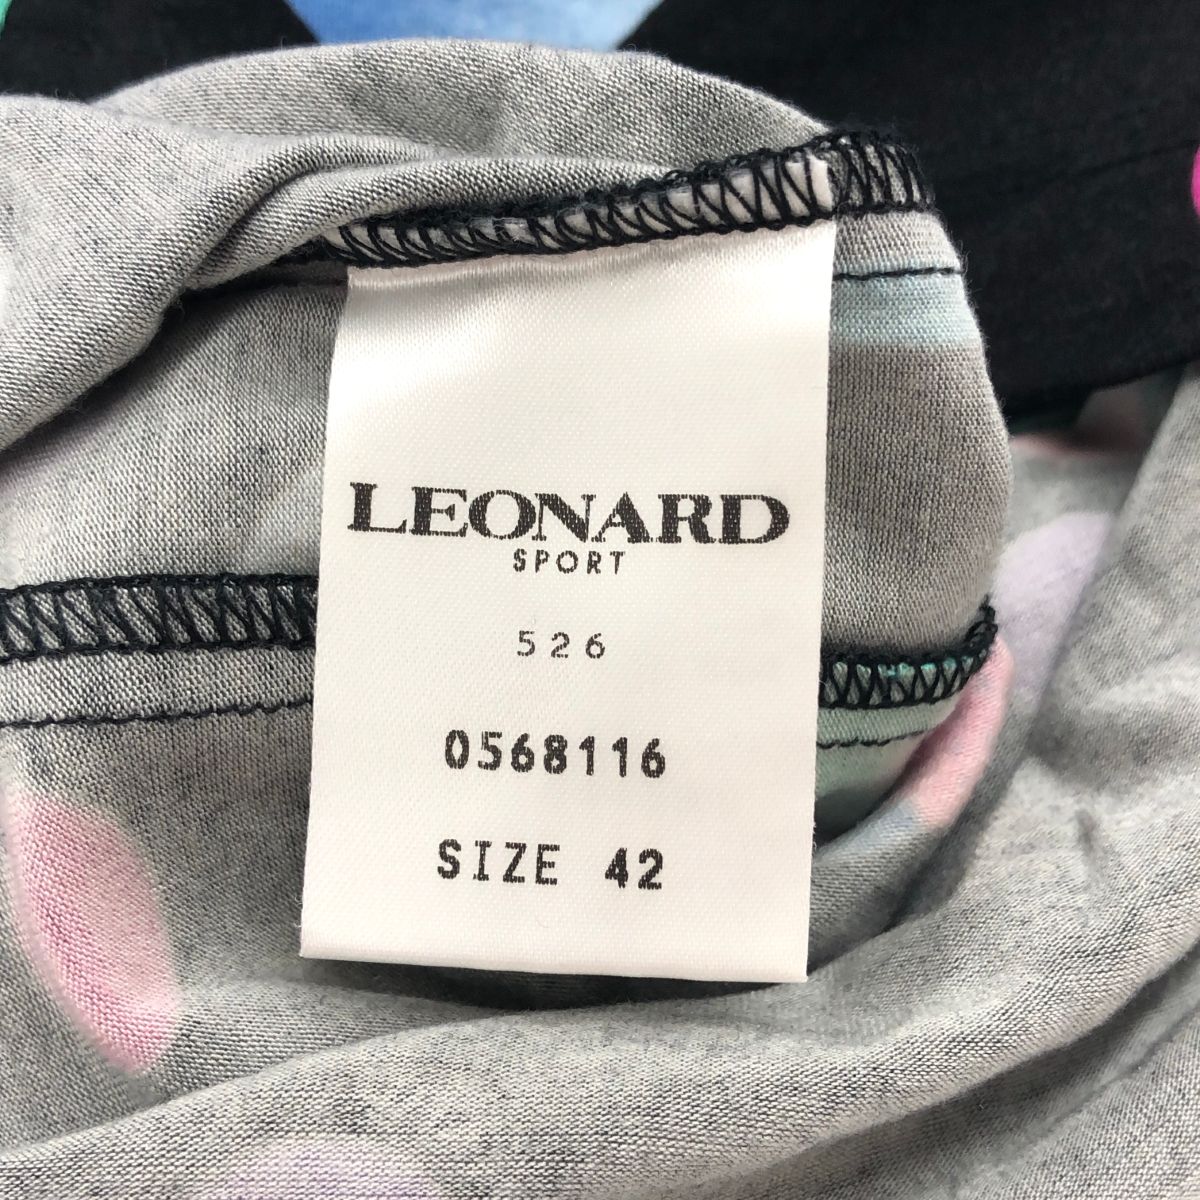 LEONARD
SPORT
526
0568116
SIZE 42